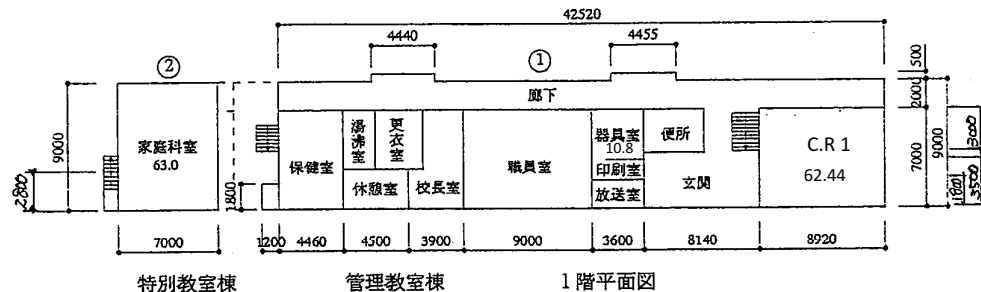 42520
4440
4455
500
②
①
2000
廊下
家庭科室
63.0
9000
2800
1800
保健室
湯沸室
更衣室
休憩室
校長室
職員室
器具室
10.8
印刷室
放送室
便所
玄関
C.R 1
62.44
7000
9000
3000
3500
1800
7000
1200
4460
4500
3900
9000
3600
8140
8920
特別教室棟
管理教室棟
1階平面図